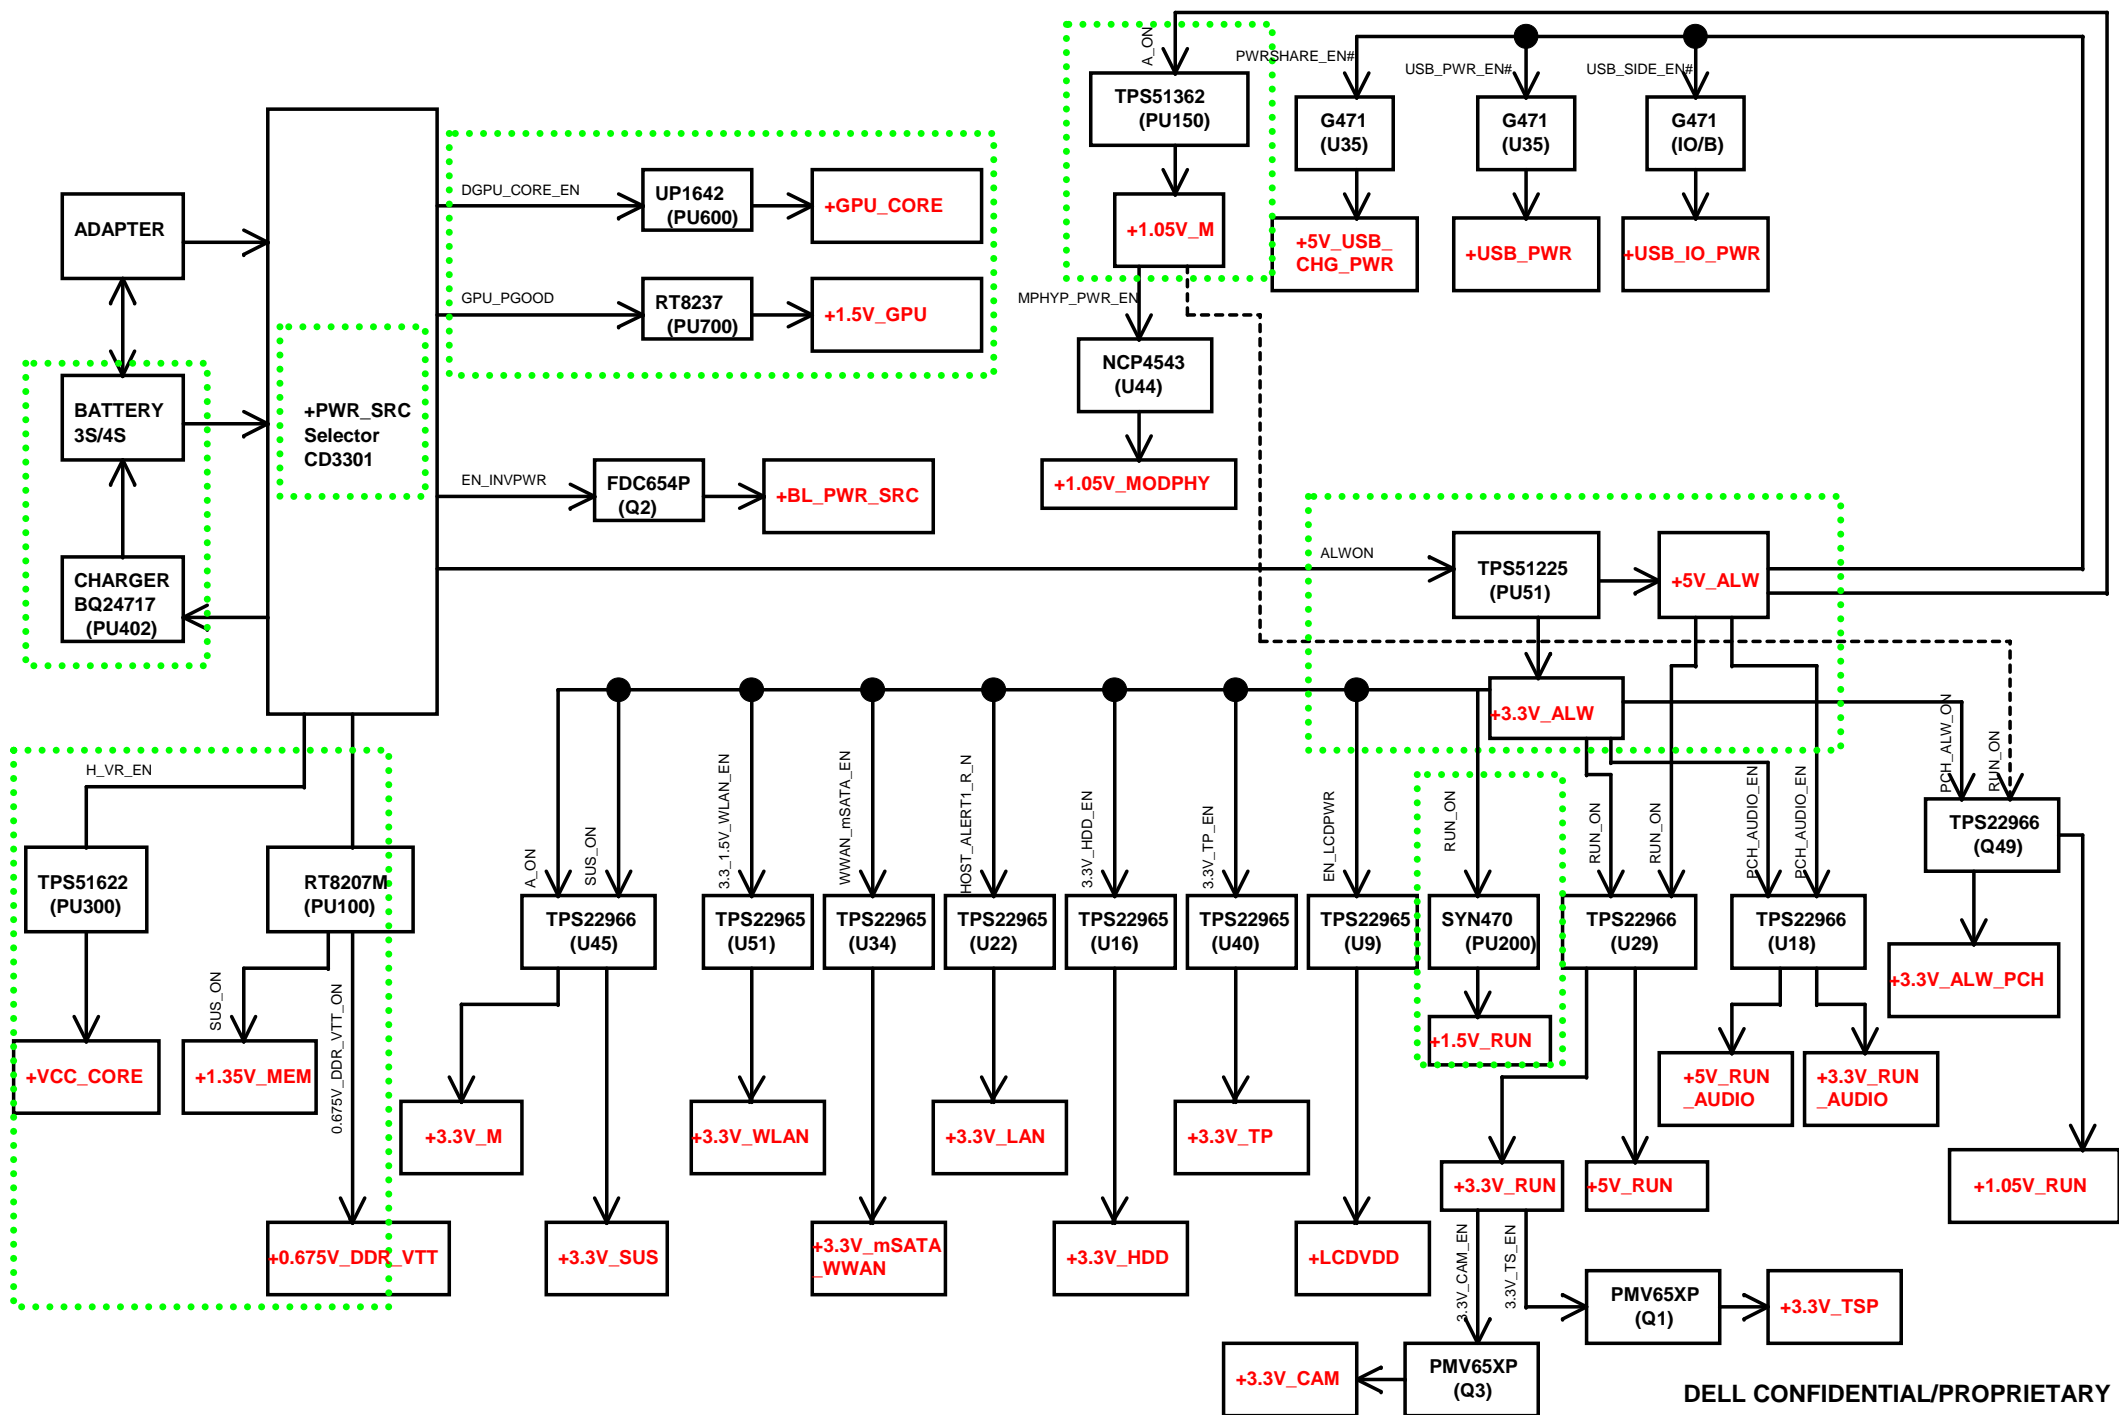 A_ON
PWRSHARE_EN#
USB_PWR_EN#
USB_SIDE_EN#
TPS51362
(PU150)
G471
(U35)
G471
(U35)
G471
(IO/B)
+1.05V_M
+5V_USB_
CHG_PWR
+USB_PWR
+USB_IO_PWR
ADAPTER
DGPU_CORE_EN
UP1642
(PU600)
+GPU_CORE
GPU_PGOOD
RT8237
(PU700)
+1.5V_GPU
MPHYP_PWR_EN
NCP4543
(U44)
+1.05V_MODPHY
BATTERY
3S/4S
+PWR_SRC
Selector
CD3301
EN_INVPWR
FDC654P
(Q2)
+BL_PWR_SRC
CHARGER
BQ24717
(PU402)
ALWON
TPS51225
(PU51)
+5V_ALW
+3.3V_ALW
H_VR_EN
TPS51622
(PU300)
RT8207M
(PU100)
SUS_ON
0.675V_DDR_VTT_ON
+VCC_CORE
+1.35V_MEM
+0.675V_DDR_VTT
A_ON
SUS_ON
3.3_1.5V_WLAN_EN
WWAN_mSATA_EN
HOST_ALERT1_R_N
3.3V_HDD_EN
3.3V_TP_EN
EN_LCDPWR
RUN_ON
RUN_ON
RUN_ON
PCH_AUDIO_EN
PCH_AUDIO_EN
PCH_ALW_ON
RUN_ON
TPS22966
(Q49)
TPS22966
(U45)
TPS22965
(U51)
TPS22965
(U34)
TPS22965
(U22)
TPS22965
(U16)
TPS22965
(U40)
TPS22965
(U9)
SYN470
(PU200)
TPS22966
(U29)
TPS22966
(U18)
+3.3V_ALW_PCH
+1.5V_RUN
+5V_RUN
_AUDIO
+3.3V_RUN
_AUDIO
+3.3V_M
+3.3V_WLAN
+3.3V_LAN
+3.3V_TP
+3.3V_RUN
+5V_RUN
+1.05V_RUN
+3.3V_SUS
+3.3V_mSATA
_WWAN
+3.3V_HDD
+LCDVDD
3.3V_CAM_EN
3.3V_TS_EN
PMV65XP
(Q1)
+3.3V_TSP
+3.3V_CAM
PMV65XP
(Q3)
DELL CONFIDENTIAL/PROPRIETARY